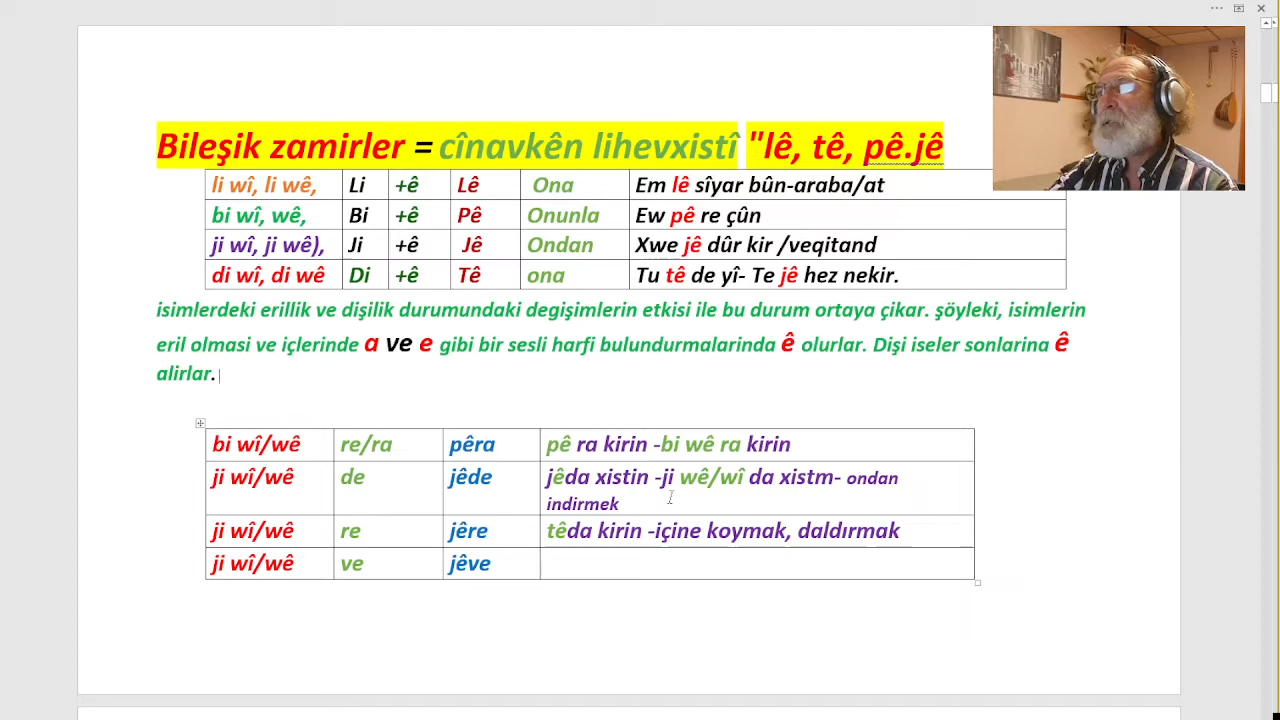 Bileşik zamirler = cînavkên lihevxistî "lê, tê, pê.jê
li wî, li wê, Li +ê Lê Ona Em lê sîyar bûn-araba/at
bi wî, wê, Bi +ê Pê Onunla Ew pê re çûn
ji wî, ji wê), Ji +ê Jê Ondan Xwe jê dûr kir /veqitand
di wî, di wê Di +ê Tê ona Tu tê de yî- Te jê hez nekir.
isimlerdeki erillik ve dişilik durumundaki degişimlerin etkisi ile bu durum ortaya çikar. şöyleki, isimlerin
eril olmasi ve içlerinde a ve e gibi bir sesli harfi bulundurmalarinda ê olurlar. Dişi iseler sonlarina ê
alirlar.
bi wî/wê re/ra pêra pê ra kirin -bi wê ra kirin
ji wî/wê de jêde jêda xistin -ji wê/wî da xistm- ondan
indirmek
ji wî/wê re jêre têda kirin -içine koymak, daldırmak
ji wî/wê ve jêve